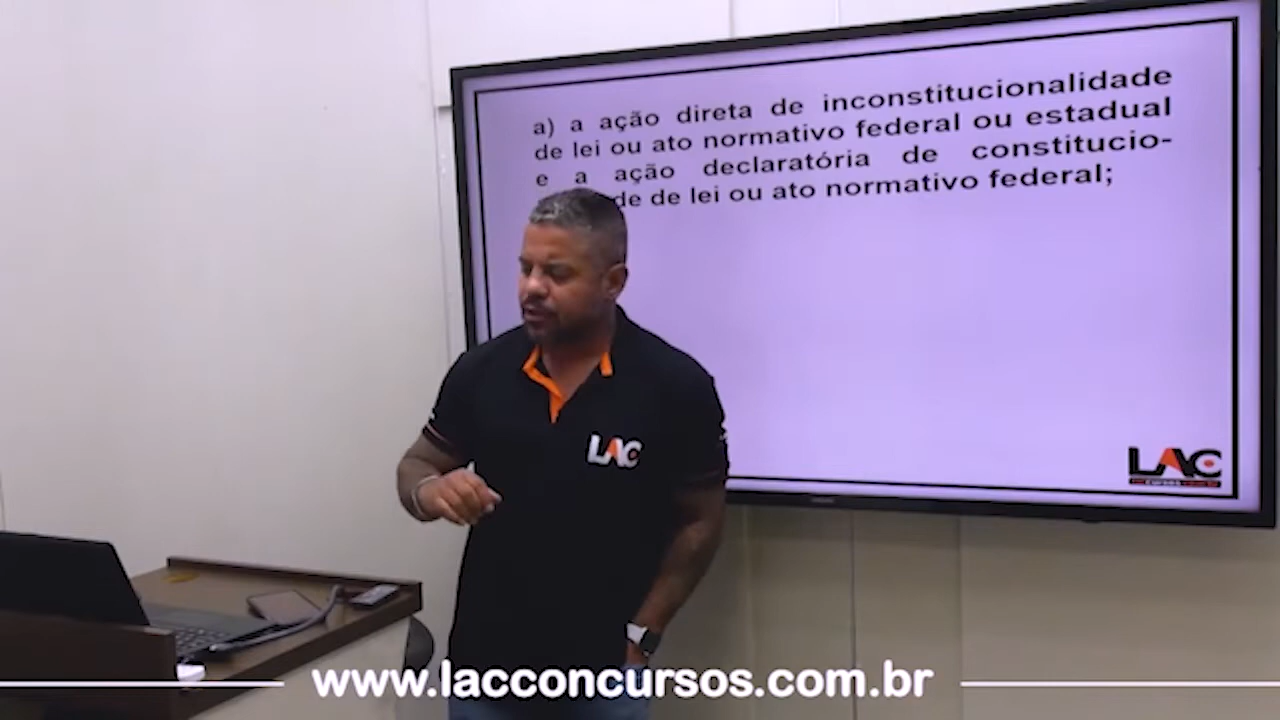 a) a ação direta de inconstitucionalidade
de lei ou ato normativo federal ou estadual
e a ação declaratória de constitucio-
de de lei ou ato normativo federal;
LAC
CURSOS
LAC
www.lacconcursos.com.br